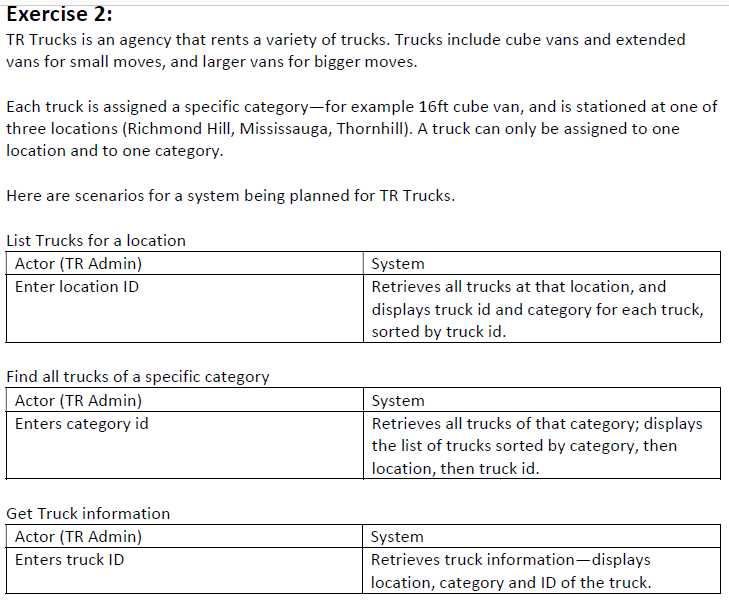 Exercise 2:
TR Trucks is an agency that rents a variety of trucks. Trucks include cube vans and extended
vans for small moves, and larger vans for bigger moves.
Each truck is assigned a specific category—for example 16ft cube van, and is stationed at one of
three locations (Richmond Hill, Mississauga, Thornhill). A truck can only be assigned to one
location and to one category.
Here are scenarios for a system being planned for TR Trucks.
List Trucks for a location
Actor (TR Admin) System
Enter location ID Retrieves all trucks at that location, and
displays truck id and category for each truck,
sorted by truck id.
Find all trucks of a specific category
Actor (TR Admin) System
Enters category id Retrieves all trucks of that category; displays
the list of trucks sorted by category, then
location, then truck id.
Get Truck information
Actor (TR Admin) System
Enters truck ID Retrieves truck information—displays
location, category and ID of the truck.